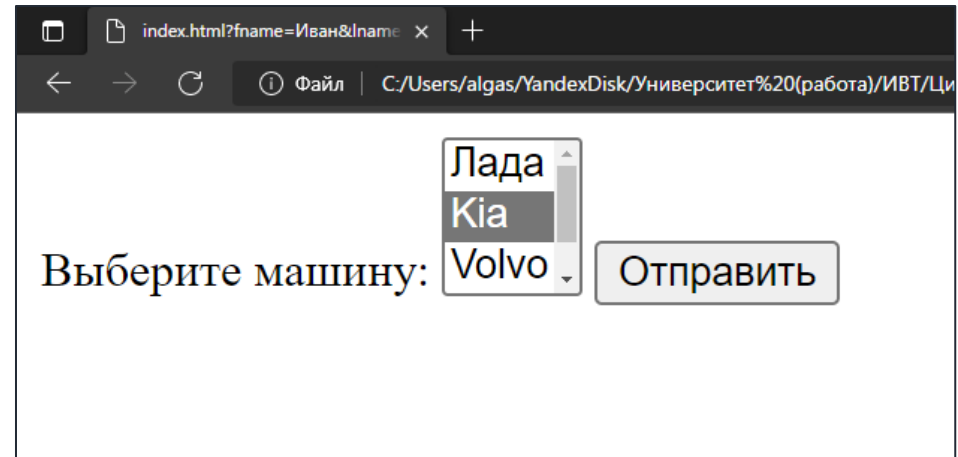 index.html?fname=Иван&lname
Файл C:/Users/algas/YandexDisk/Университет%20(работа)/ИВТ/Ци
Лада
Kia
Выберите машину: Volvo Отправить